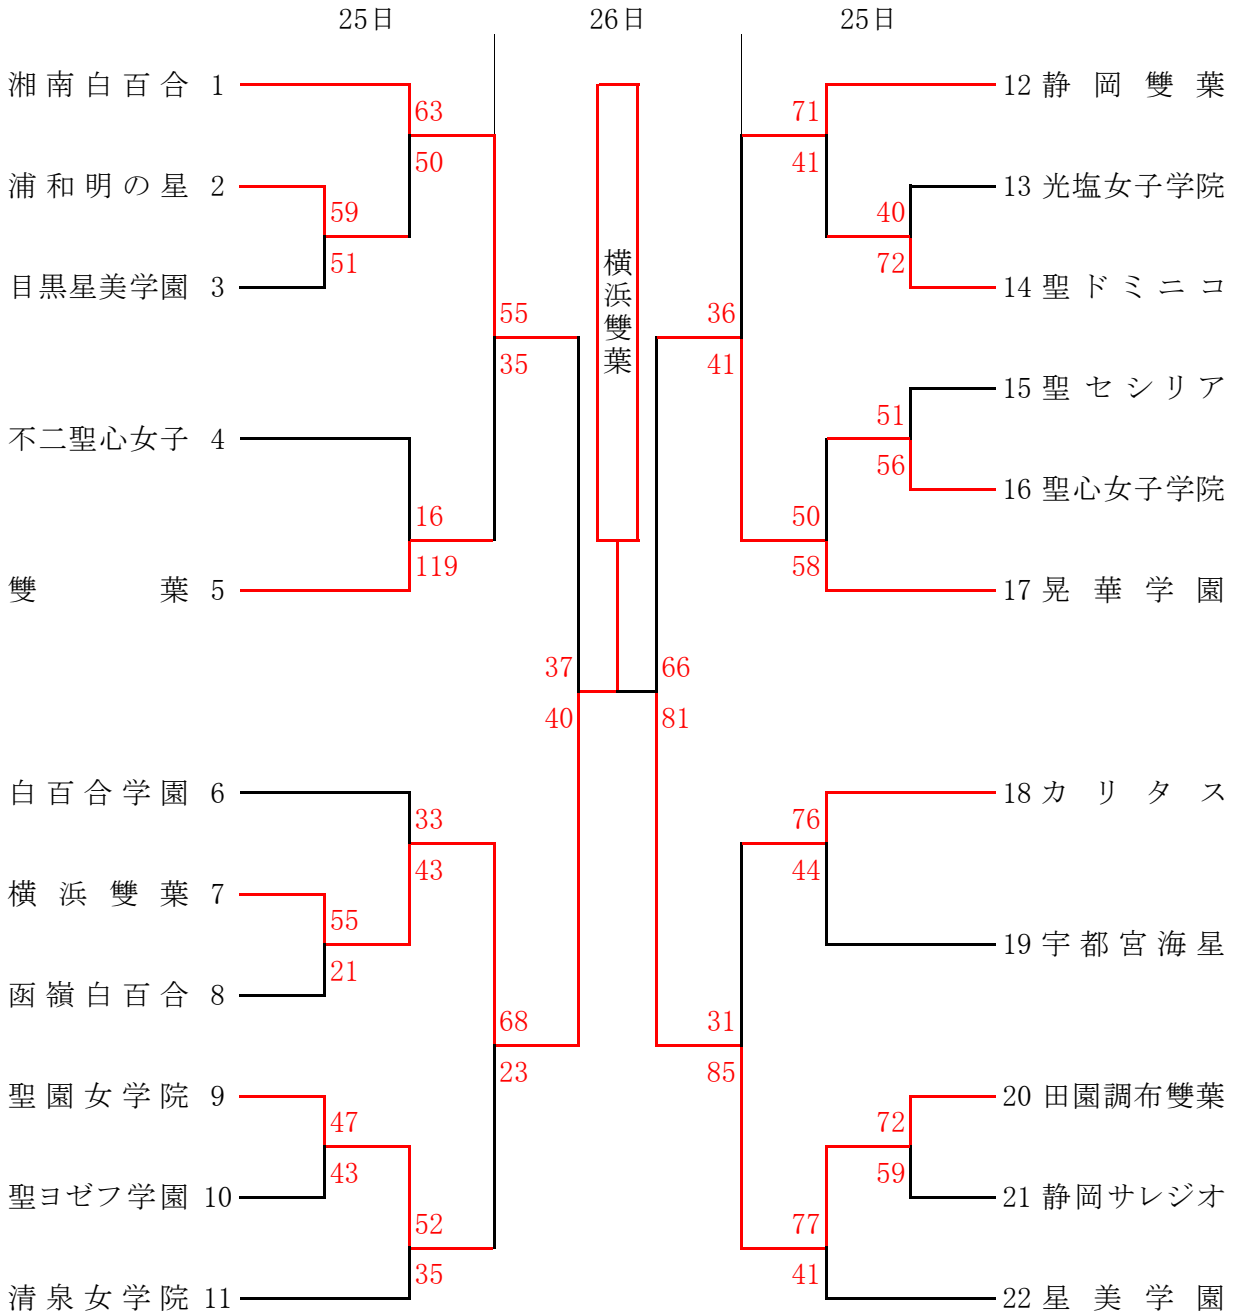 25日 26日 25日
湘南白百合 1
63
50
浦和明の星 2
59
51
目黒星美学園 3
55
35
不二聖心女子 4
16
119
雙葉 5
37
40
白百合学園 6
33
43
横浜雙葉 7
55
21
函嶺白百合 8
68
23
聖園女学院 9
47
43
聖ヨゼフ学園 10
52
35
清泉女学院 11
横浜雙葉
12 静岡雙葉
71
41
13 光塩女子学院
40
72
14 聖ドミニコ
36
41
15 聖セシリア
51
56
16 聖心女子学院
50
58
17 晃華学園
66
81
18 カリタス
76
44
19 宇都宮海星
31
85
20 田園調布雙葉
72
59
21 静岡サレジオ
77
41
22 星美学園